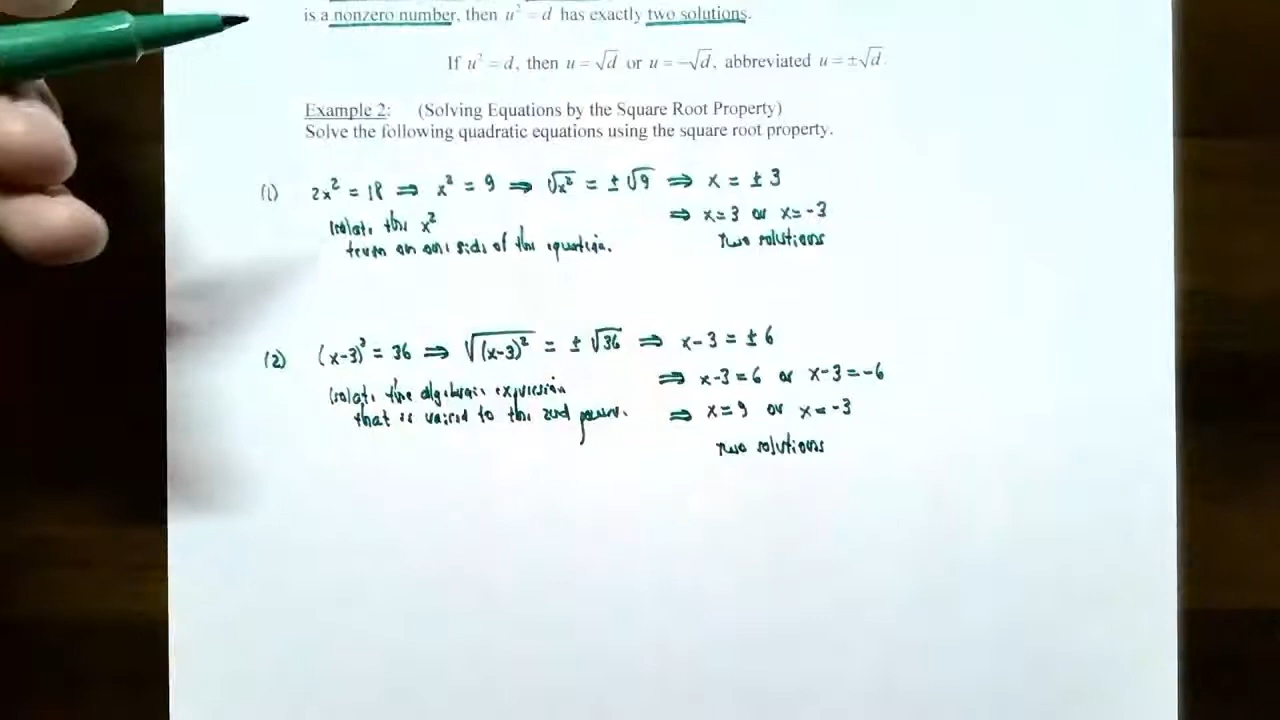 is a nonzero number, then u² = d has exactly two solutions.
If u² = d, then u = √d or u = −√d, abbreviated u = ±√d
Example 2: (Solving Equations by the Square Root Property)
Solve the following quadratic equations using the square root property.
(1) 2x² = 18 ⇒ x² = 9 ⇒ √x² = ±√9 ⇒ x = ±3
Isolate the x²
⇒ x=3 or x=-3
term on one side of the equation.
Two solutions
(2) (x-3)² = 36 ⇒ √(x-3)² = ±√36 ⇒ x-3 = ±6
⇒ x-3=6 or x-3=-6
Isolate the algebraic expression
that is raised to the 2nd power.
⇒ x=9 or x=-3
Two solutions